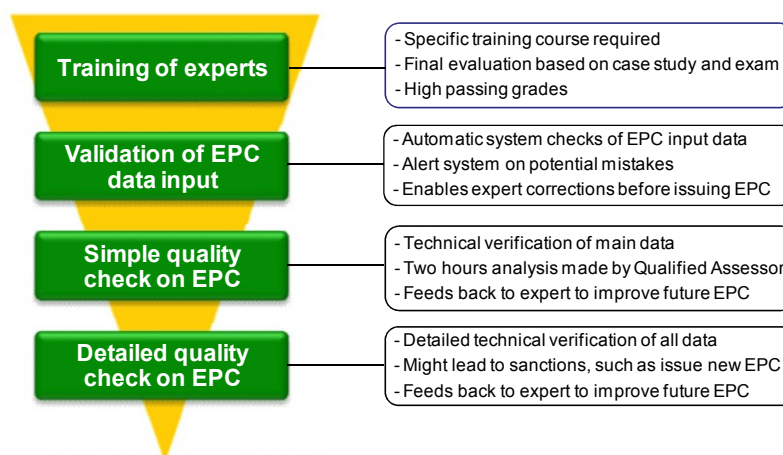 Training of experts
- Specific training course required
- Final evaluation based on case study and exam
- High passing grades
Validation of EPC
data input
- Automatic system checks of EPC input data
- Alert system on potential mistakes
- Enables expert corrections before issuing EPC
Simple quality
check on EPC
- Technical verification of main data
- Two hours analysis made by Qualified Assessor
- Feeds back to expert to improve future EPC
Detailed quality
check on EPC
- Detailed technical verification of all data
- Might lead to sanctions, such as issue new EPC
- Feeds back to expert to improve future EPC